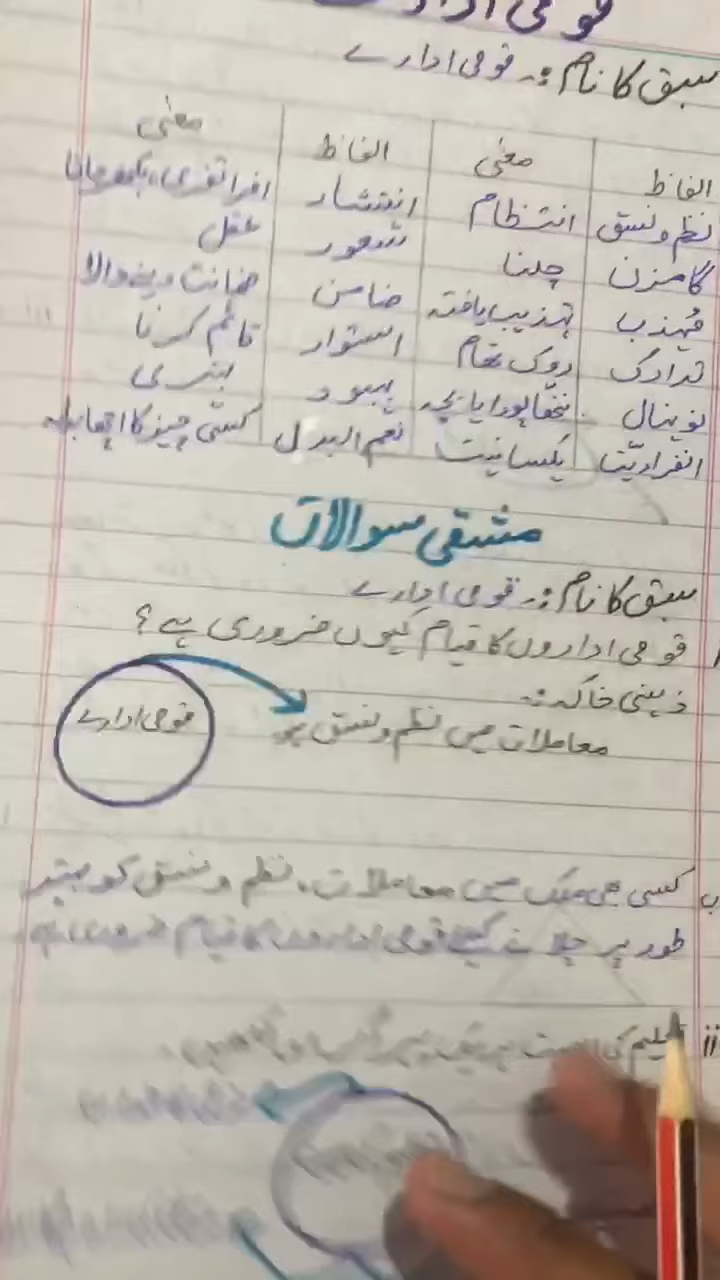 قومی ادارے
سبق کا نام :۔ قومی ادارے
الفاظ معنی الفاظ معنی
نظم و نسق انتظام انتشار افراتفری، بکھر جانا
گامزن چلنا شعور عقل
مہذب تہذیب یافتہ ضامن ضمانت دینے والا
تدارک روک تھام استوار قائم کرنا
نونہال ننھا پودا یا بچہ بہبود بہتری
انفرادیت یکسانیت نعم البدل کسی چیز کا اچھا بدلہ
مشقی سوالات
سبق کا نام :۔ قومی ادارے
قومی اداروں کا قیام کیوں ضروری ہے؟
ذہنی خاکہ :۔
قومی ادارے
معاملات میں نظم و نسق
ب کسی بھی ملک میں معاملات، نظم و نسق کو بہتر
طور پر چلانے کیلئے قومی اداروں کا قیام ضروری ہے
ii تعلیم کی